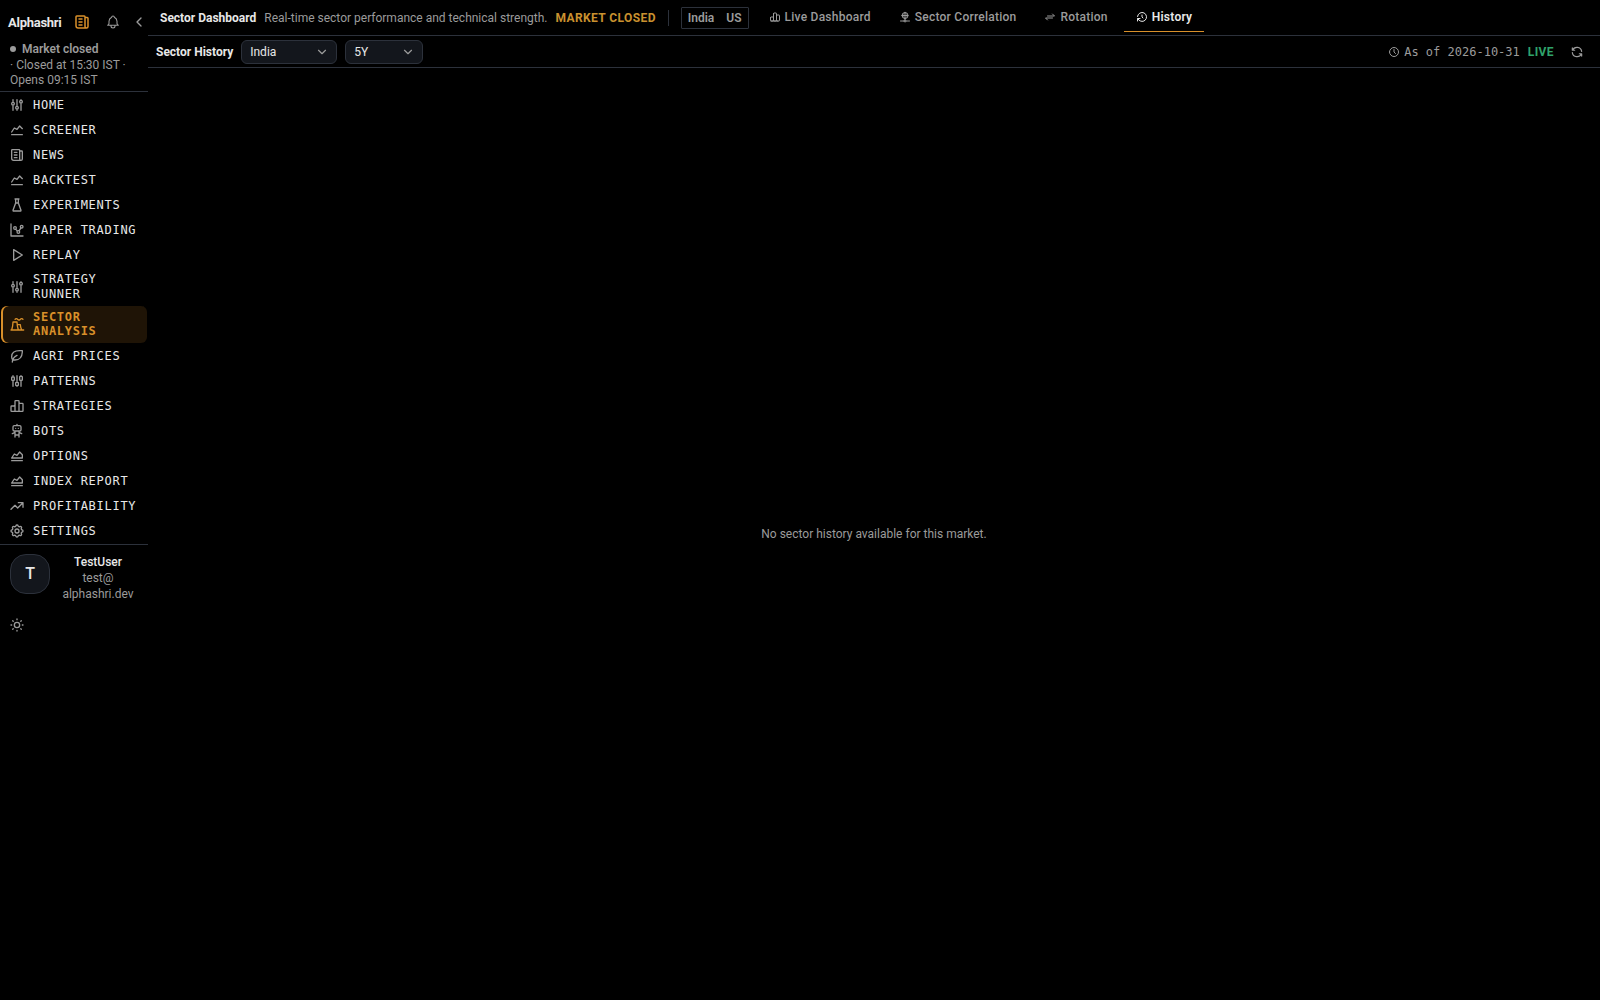 Alphashri
Market closed
· Closed at 15:30 IST ·
Opens 09:15 IST
HOME
SCREENER
NEWS
BACKTEST
EXPERIMENTS
PAPER TRADING
REPLAY
STRATEGY
RUNNER
SECTOR
ANALYSIS
AGRI PRICES
PATTERNS
STRATEGIES
BOTS
OPTIONS
INDEX REPORT
PROFITABILITY
SETTINGS
T
TestUser
test@
alphashri.dev
Sector Dashboard Real-time sector performance and technical strength. MARKET CLOSED India US Live Dashboard Sector Correlation Rotation History
Sector History India 5Y As of 2026-10-31 LIVE
No sector history available for this market.